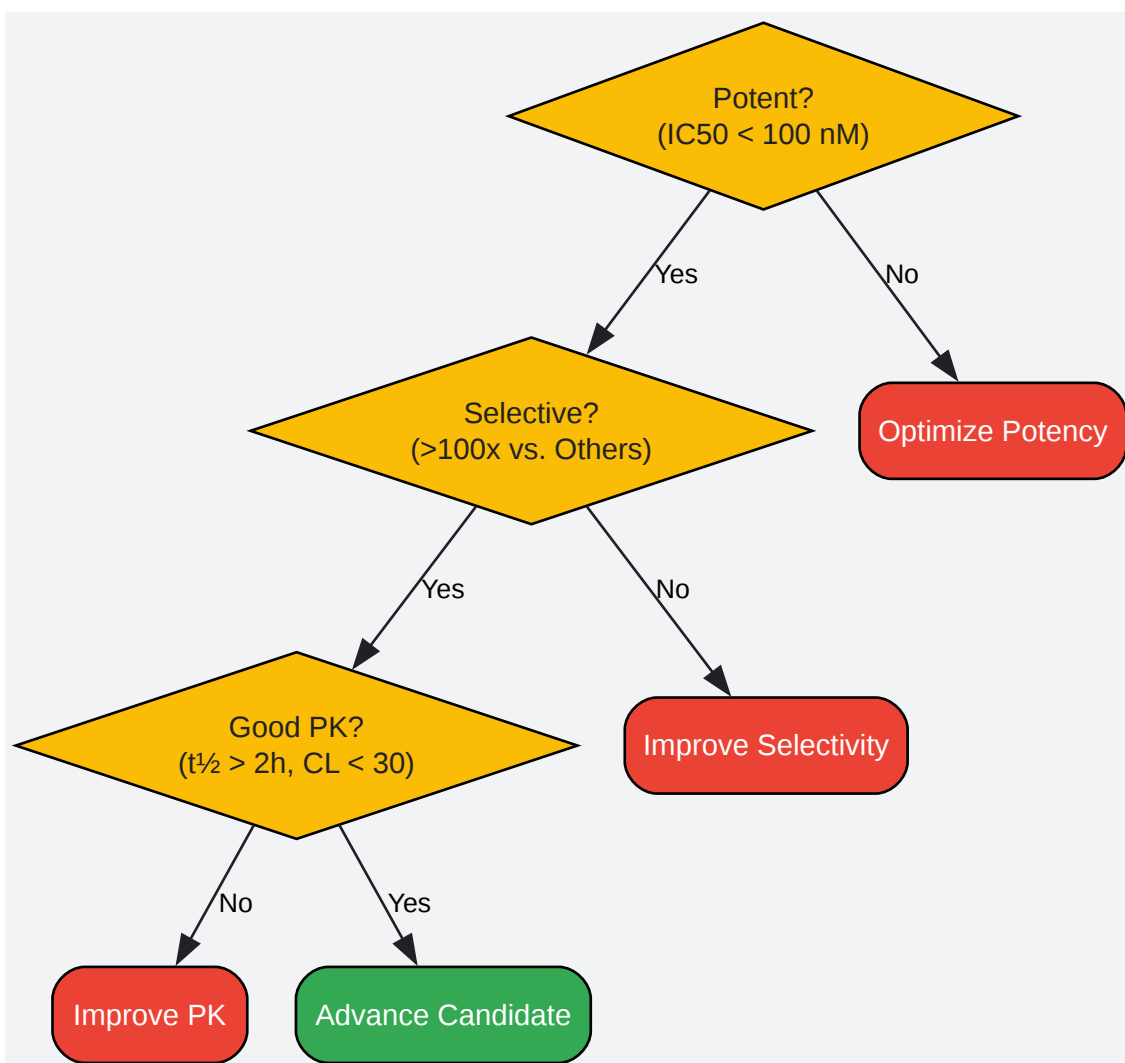 Potent?
(IC50 < 100 nM)
Yes
No
Selective?
(>100x vs. Others)
Optimize Potency
Yes
No
Good PK?
(t½ > 2h, CL < 30)
Improve Selectivity
No
Yes
Improve PK
Advance Candidate